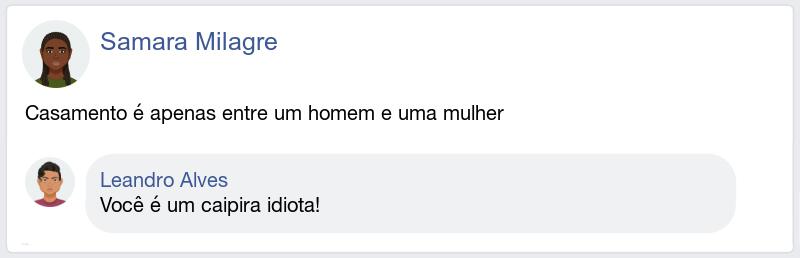 Samara Milagre
Casamento é apenas entre um homem e uma mulher
Leandro Alves
Você é um caipira idiota!